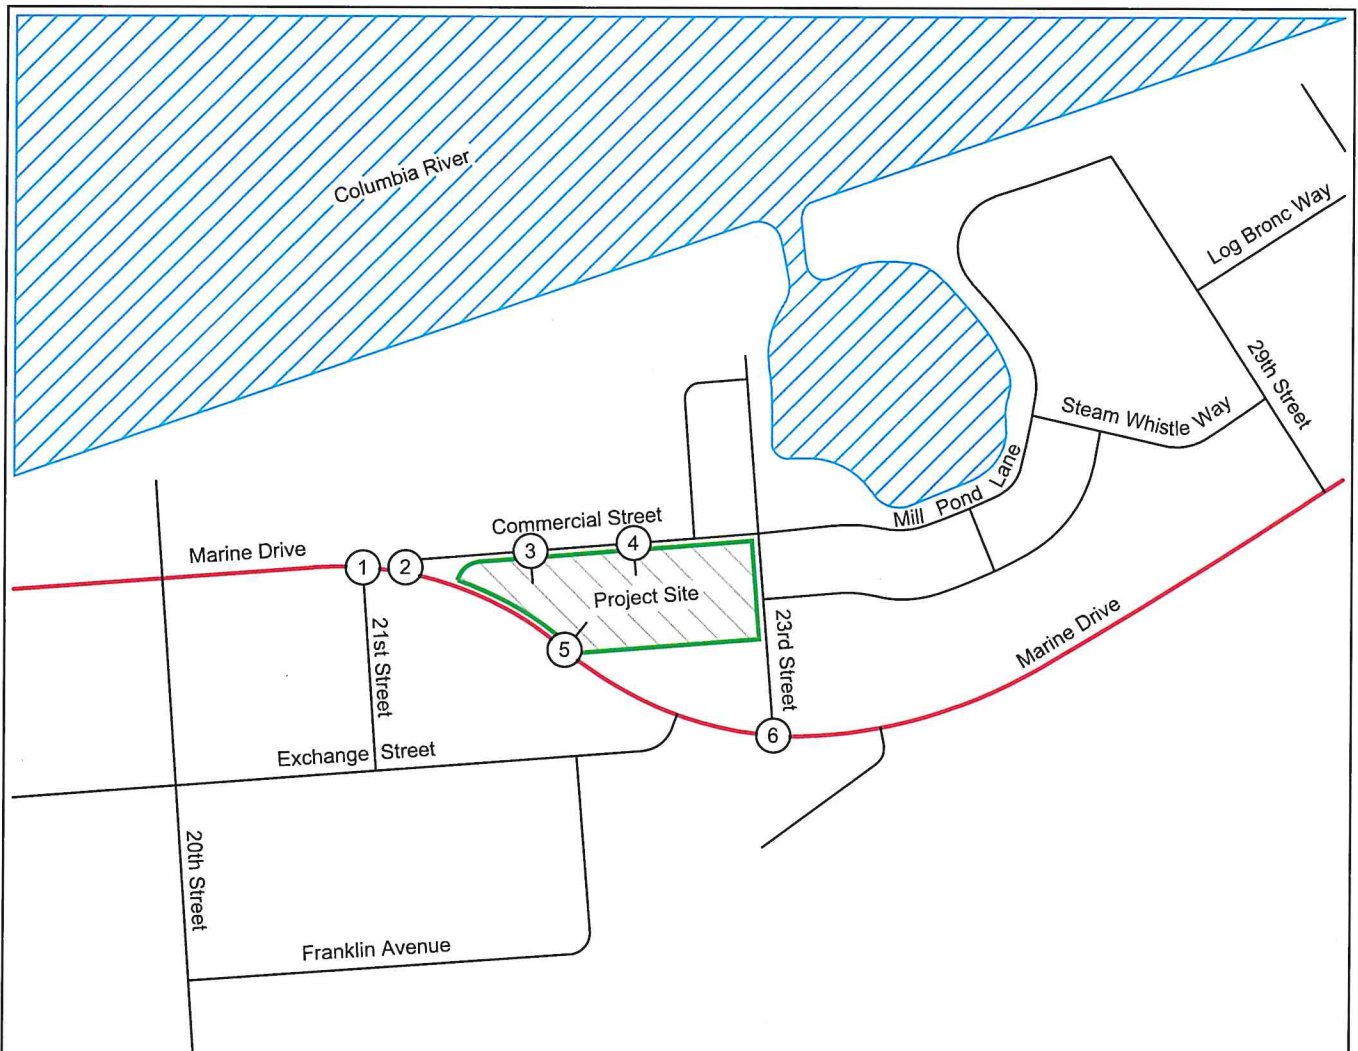 Columbia River
Log Bronc Way
29th Street
Steam Whistle Way
Mill Pond Lane
Commercial Street
Marine Drive
1
2
3
4
Project Site
5
21st Street
23rd Street
Marine Drive
6
Exchange Street
20th Street
Franklin Avenue